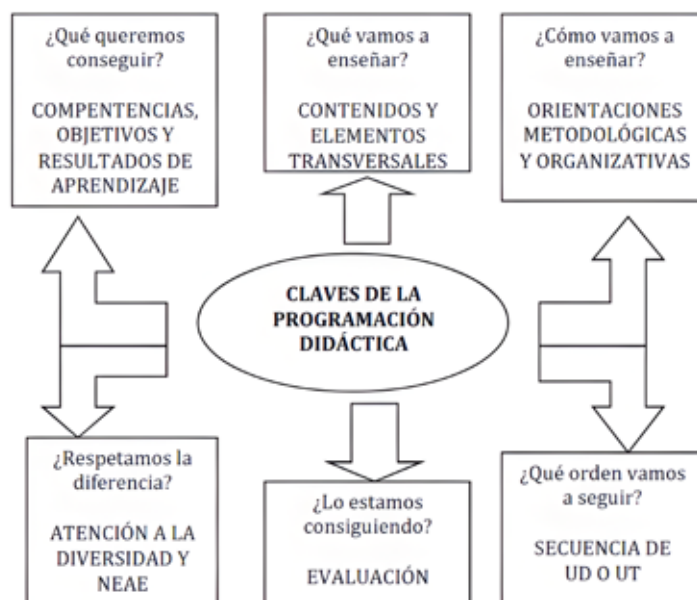 ¿Qué queremos
conseguir?
COMPENTENCIAS,
OBJETIVOS Y
RESULTADOS DE
APRENDIZAJE
¿Qué vamos a
enseñar?
CONTENIDOS Y
ELEMENTOS
TRANSVERSALES
¿Cómo vamos a
enseñar?
ORIENTACIONES
METODOLÓGICAS
Y ORGANIZATIVAS
CLAVES DE LA
PROGRAMACIÓN
DIDÁCTICA
¿Respetamos la
diferencia?
ATENCIÓN A LA
DIVERSIDAD Y
NEAE
¿Lo estamos
consiguiendo?
EVALUACIÓN
¿Qué orden vamos
a seguir?
SECUENCIA DE
UD O UT